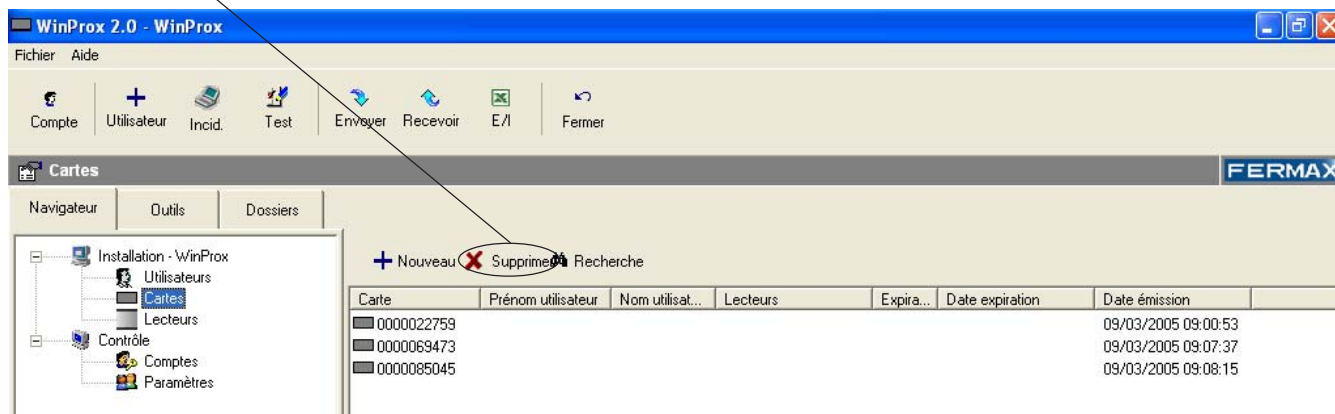 WinProx 2.0 - WinProx
Fichier Aide
Compte Utilisateur Incid. Test Envoyer Recevoir E/I Fermer
Cartes FERMAX
Navigateur Outils Dossiers
Installation - WinProx
Utilisateurs
Cartes
Lecteurs
Contrôle
Comptes
Paramètres
Nouveau Supprimer Recherche
Carte Prénom utilisateur Nom utilisat... Lecteurs Expira... Date expiration Date émission
0000022759 09/03/2005 09:00:53
0000069473 09/03/2005 09:07:37
0000085045 09/03/2005 09:08:15